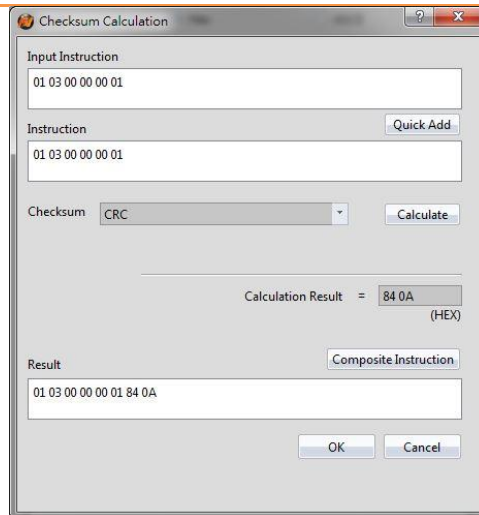 Checksum Calculation
Input Instruction
01 03 00 00 00 01
Instruction
Quick Add
01 03 00 00 00 01
Checksum CRC Calculate
Calculation Result = 84 0A
(HEX)
Result
Composite Instruction
01 03 00 00 00 01 84 0A
OK Cancel